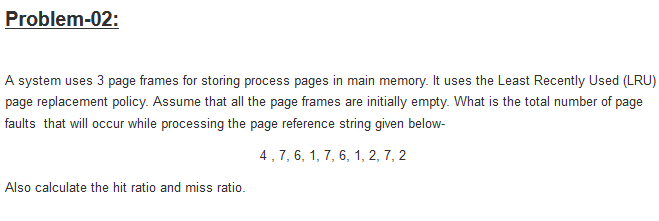 Problem-02:
A system uses 3 page frames for storing process pages in main memory. It uses the Least Recently Used (LRU)
page replacement policy. Assume that all the page frames are initially empty. What is the total number of page
faults  that will occur while processing the page reference string given below-
4 , 7, 6, 1, 7, 6, 1, 2, 7, 2
Also calculate the hit ratio and miss ratio.